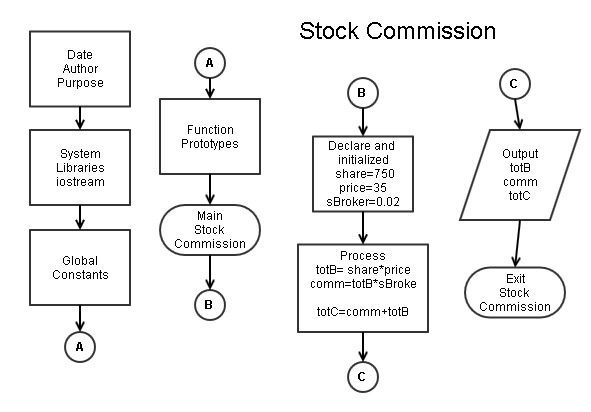 Stock Commission
Date
Author
Purpose
System
Libraries
iostream
Global
Constants
A
A
Function
Prototypes
Main
Stock
Commission
B
B
Declare and
initialized
share=750
price=35
sBroker=0.02
Process
totB= share*price
comm=totB*sBroke
totC=comm+totB
C
C
Output
totB
comm
totC
Exit
Stock
Commission